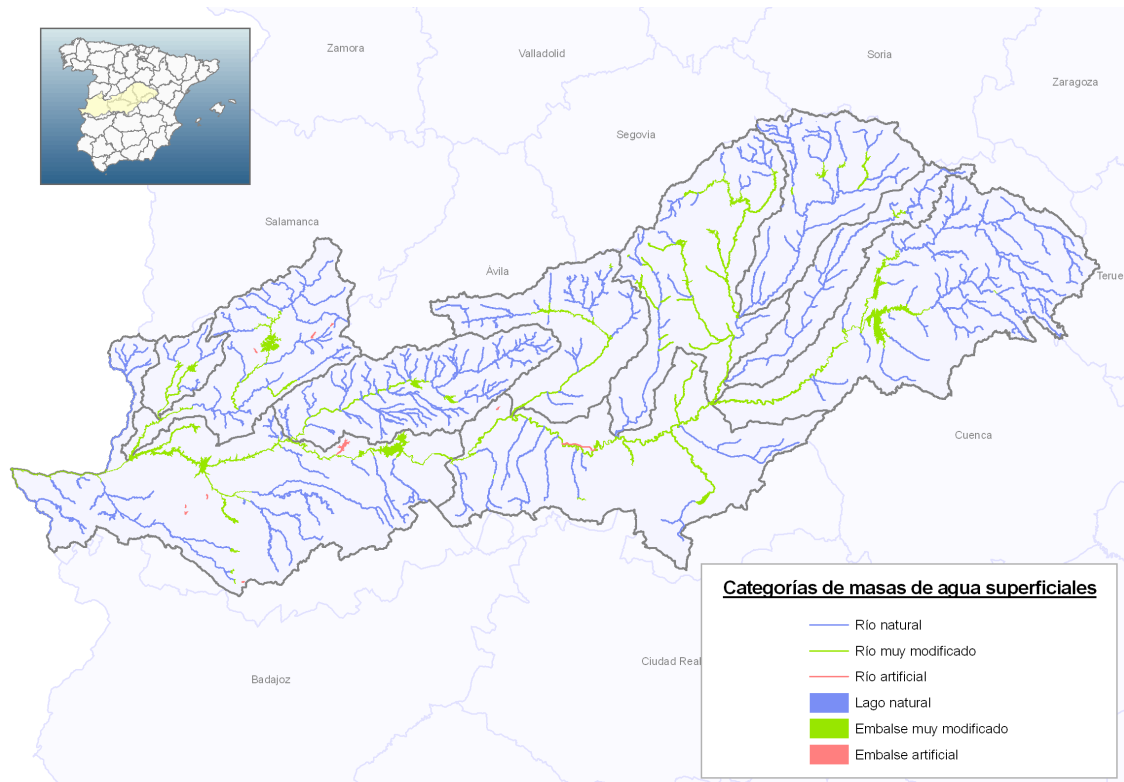 Zamora
Valladolid
Soria
Zaragoza
Segovia
Salamanca
Ávila
Terue
Cuenca
Ciudad Real
Badajoz
Categorías de masas de agua superficiales
Río natural
Río muy modificado
Río artificial
Lago natural
Embalse muy modificado
Embalse artificial